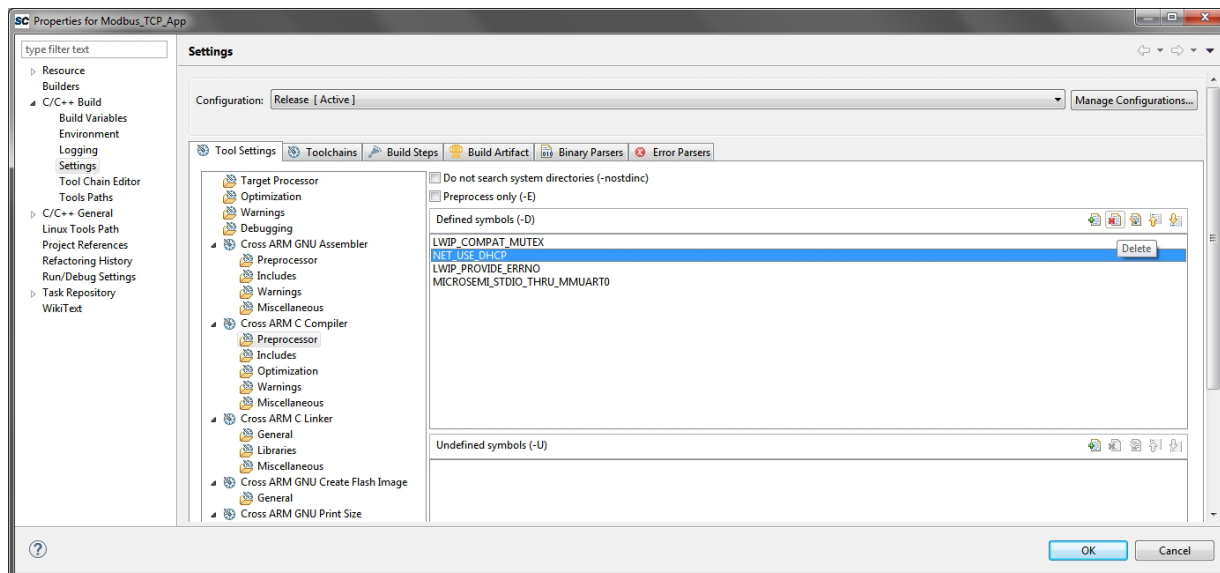 SC Properties for Modbus_TCP_App
type filter text
Resource
Builders
C/C++ Build
Build Variables
Environment
Logging
Settings
Tool Chain Editor
Tools Paths
C/C++ General
Linux Tools Path
Project References
Refactoring History
Run/Debug Settings
Task Repository
WikiText
Settings
Configuration: Release [ Active ]
Manage Configurations...
Tool Settings Toolchains Build Steps Build Artifact Binary Parsers Error Parsers
Target Processor
Optimization
Warnings
Debugging
Cross ARM GNU Assembler
Preprocessor
Includes
Warnings
Miscellaneous
Cross ARM C Compiler
Preprocessor
Includes
Optimization
Warnings
Miscellaneous
Cross ARM C Linker
General
Libraries
Miscellaneous
Cross ARM GNU Create Flash Image
General
Cross ARM GNU Print Size
Do not search system directories (-nostdinc)
Preprocess only (-E)
Defined symbols (-D)
Delete
LWIP_COMPAT_MUTEX
NET_USE_DHCP
LWIP_PROVIDE_ERRNO
MICROSEMI_STDIO_THRU_MMUART0
Undefined symbols (-U)
OK Cancel